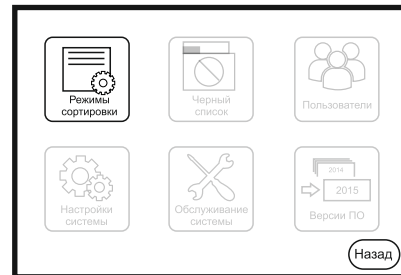 Режимы
сортировки
Черный
список
Пользователи
Настройки
системы
Обслуживание
системы
2014
2015
Версии ПО
Назад